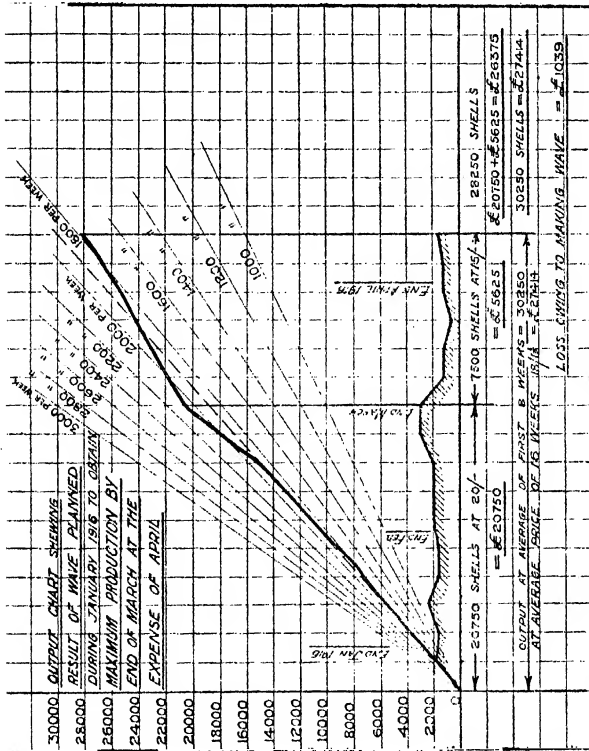 OUTPUT CHART SHEWING
RESULT OF WAVE PLANNED
DURING JANUARY 1916 TO OBTAIN
MAXIMUM PRODUCTION BY
END OF MARCH AT THE
EXPENSE OF APRIL
30000
28000
26000
24000
22000
20000
18000
16000
14000
12000
10000
8000
6000
4000
2000
0
3000 PER WEEK
2800 "
2600 "
2400 "
2200 "
2000 PER WEEK
1800 PER WEEK
1600 "
1400 "
1200 "
1000 "
END JAN 1916
END FEB
END MARCH
END APRIL 1916
20750 SHELLS AT 20/-
= £20750
7500 SHELLS AT 15/-
= £5625
28250 SHELLS
£20750 + £5625 = £26375
OUTPUT AT AVERAGE OF FIRST 8 WEEKS = 30250
AT AVERAGE PRICE OF 16 WEEKS = £27414
30250 SHELLS = £27414
LOSS OWING TO MAKING WAVE = £1039